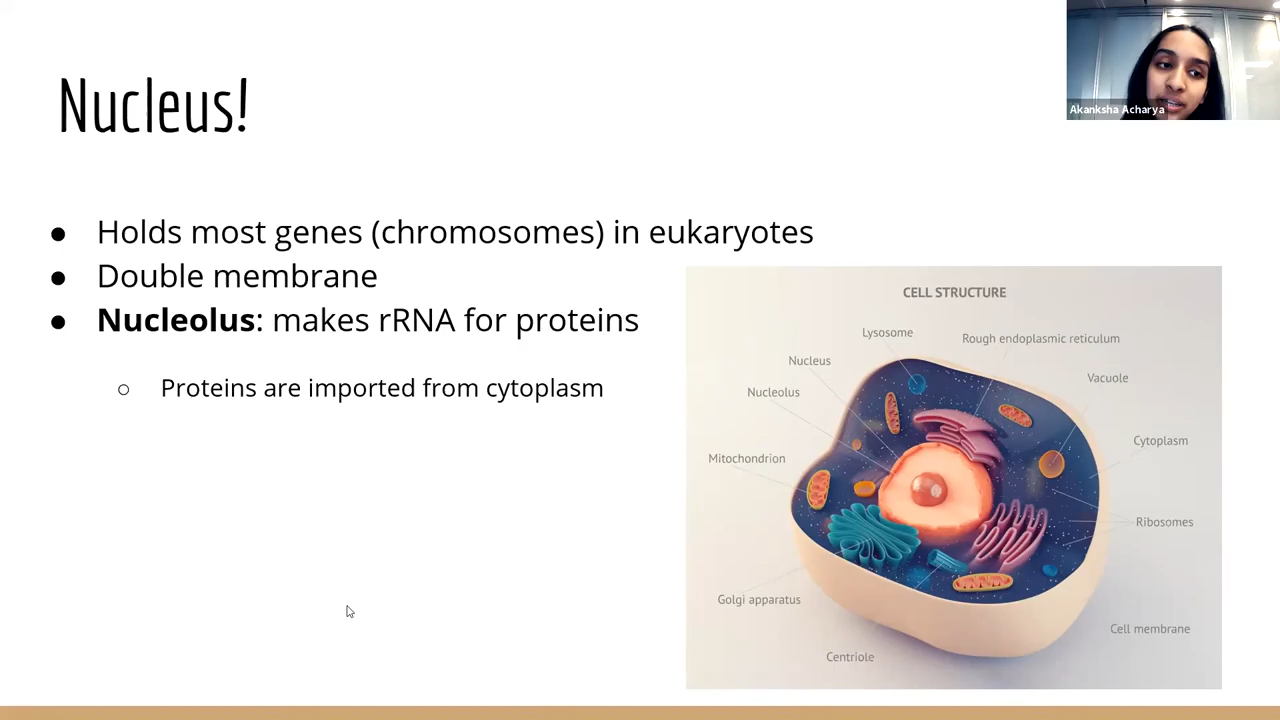 Nucleus!
Akanksha Acharya
● Holds most genes (chromosomes) in eukaryotes
● Double membrane
● Nucleolus: makes rRNA for proteins
○ Proteins are imported from cytoplasm
CELL STRUCTURE
Lysosome
Rough endoplasmic reticulum
Nucleus
Vacuole
Nucleolus
Cytoplasm
Mitochondrion
Ribosomes
Golgi apparatus
Cell membrane
Centriole